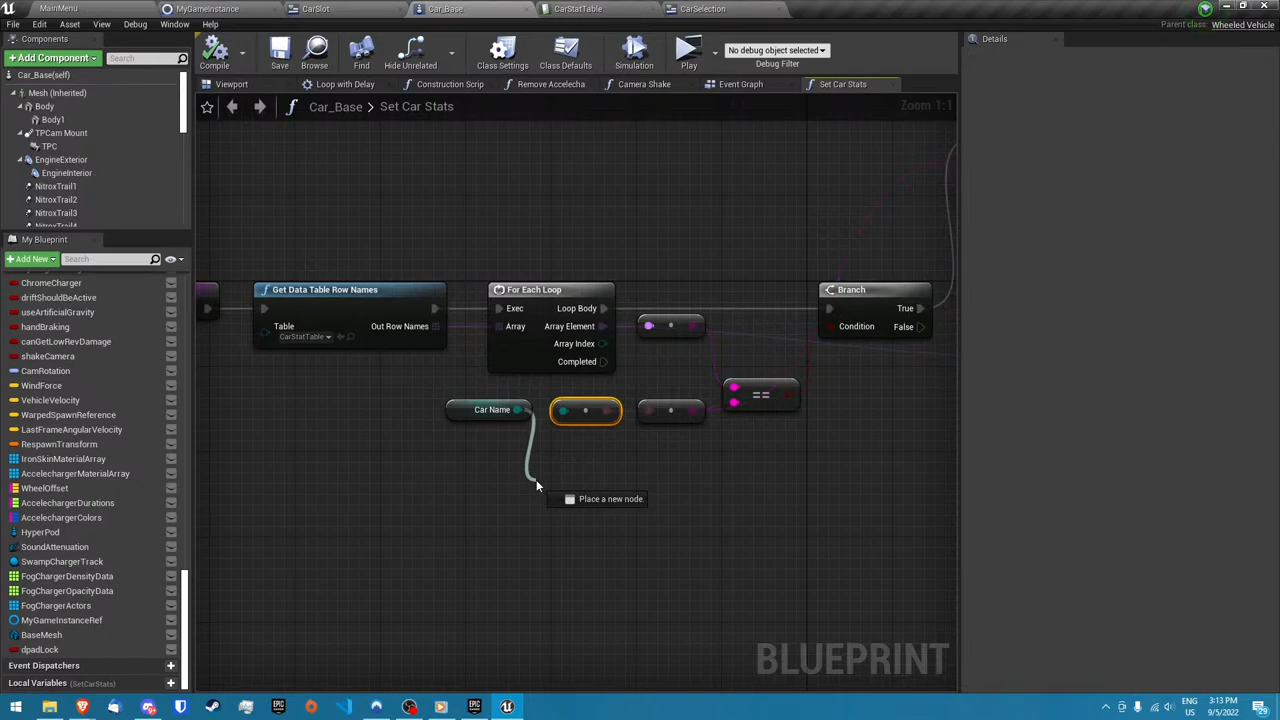 MainMenu
MyGameInstance
CarSlot
Car_Base
CarStatTable
CarSelection
File Edit Asset View Debug Window Help
Parent class: Wheeled Vehicle
Components
+ Add Component
Search
Car_Base(self)
Mesh (Inherited)
Body
Body1
TPCam Mount
TPC
EngineExterior
EngineInterior
NitroxTrail1
NitroxTrail2
NitroxTrail3
NitroxTrail4
Compile
Save
Browse
Find
Hide Unrelated
Class Settings
Class Defaults
Simulation
Play
No debug object selected
Debug Filter
Details
Viewport
Loop with Delay
Construction Scrip
Remove Accelecha
Camera Shake
Event Graph
Set Car Stats
f Car_Base > Set Car Stats
Zoom 1:1
My Blueprint
+ Add New
Search
ChromeCharger
driftShouldBeActive
useArtificialGravity
handBraking
canGetLowRevDamage
shakeCamera
CamRotation
WindForce
VehicleVelocity
WarpedSpawnReference
LastFrameAngularVelocity
RespawnTransform
IronSkinMaterialArray
AccelechargerMaterialArray
WheelOffset
AccelechargerDurations
AccelechargerColors
HyperPod
SoundAttenuation
SwampChargerTrack
FogChargerDensityData
FogChargerOpacityData
FogChargerActors
MyGameInstanceRef
BaseMesh
dpadLock
Event Dispatchers
Local Variables (SetCarStats)
f Get Data Table Row Names
Table
CarStatTable
Out Row Names
For Each Loop
Exec
Loop Body
Array
Array Element
Array Index
Completed
Branch
True
Condition
False
Car Name
==
Place a new node.
BLUEPRINT
ENG
US
3:13 PM
9/5/2022
29